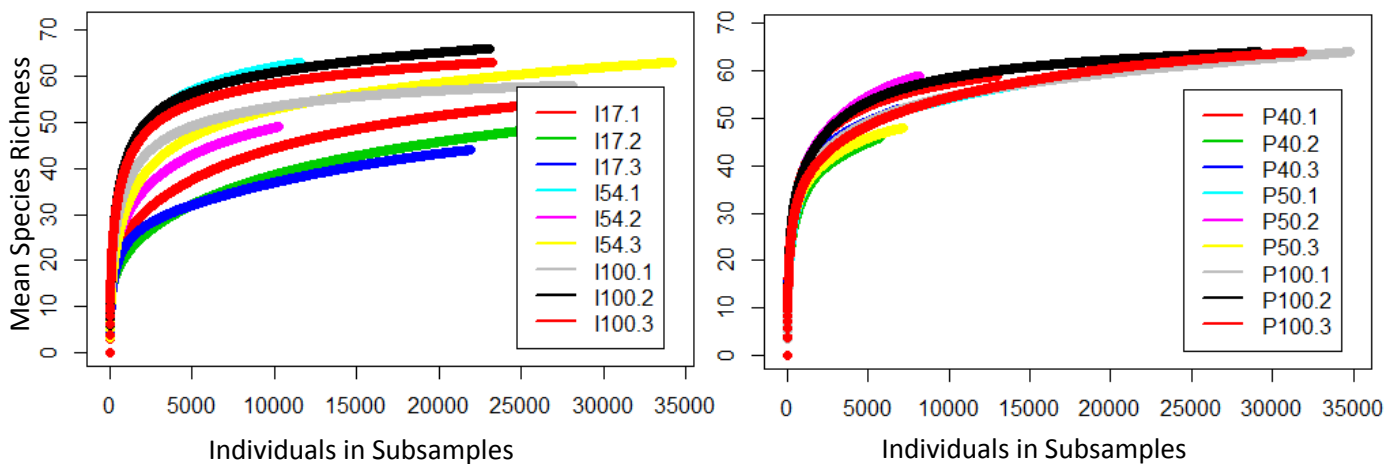 Mean Species Richness
70
60
50
40
30
20
10
0
I17.1
I17.2
I17.3
I54.1
I54.2
I54.3
I100.1
I100.2
I100.3
0 5000 10000 15000 20000 25000 30000 35000
Individuals in Subsamples
70
60
50
40
30
20
10
0
P40.1
P40.2
P40.3
P50.1
P50.2
P50.3
P100.1
P100.2
P100.3
0 5000 10000 15000 20000 25000 30000 35000
Individuals in Subsamples